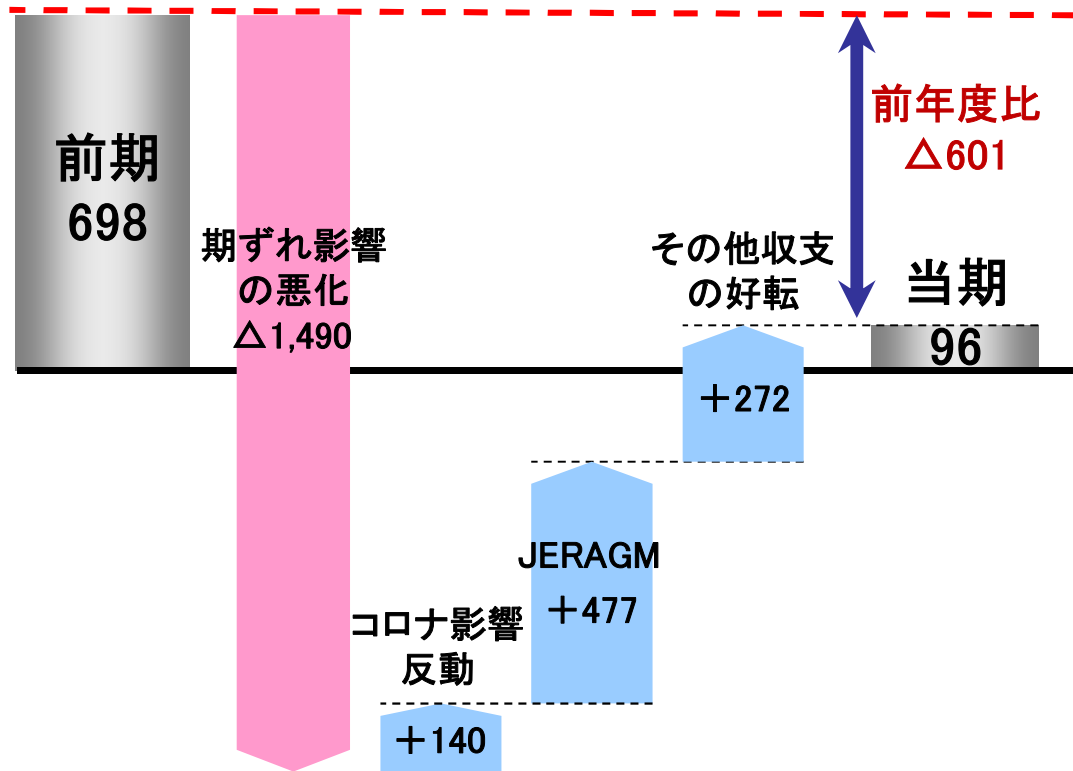 前期
698
期ずれ影響
の悪化
△1,490
コロナ影響
反動
＋140
JERAGM
＋477
その他収支
の好転
＋272
前年度比
△601
当期
96